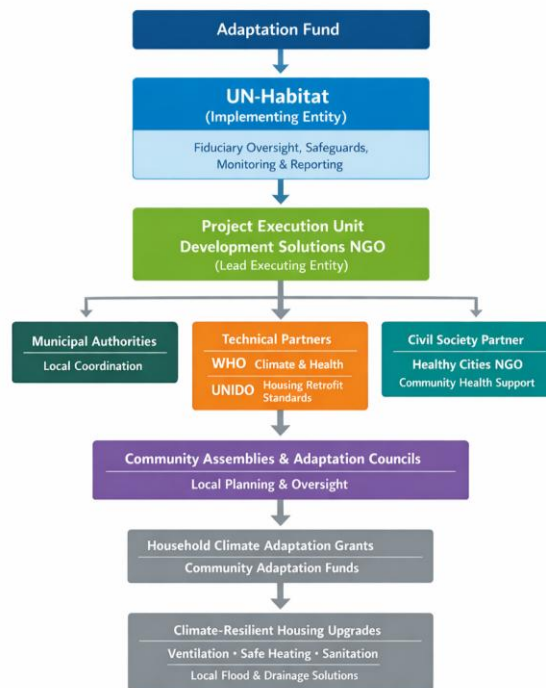 Adaptation Fund
UN-Habitat
(Implementing Entity)
Fiduciary Oversight, Safeguards,
Monitoring & Reporting
Project Execution Unit
Development Solutions NGO
(Lead Executing Entity)
Municipal Authorities
Local Coordination
Technical Partners
WHO Climate & Health
UNIDO Housing Retrofit
Standards
Civil Society Partner
Healthy Cities NGO
Community Health Support
Community Assemblies & Adaptation Councils
Local Planning & Oversight
Household Climate Adaptation Grants
Community Adaptation Funds
Climate-Resilient Housing Upgrades
Ventilation • Safe Heating • Sanitation
Local Flood & Drainage Solutions